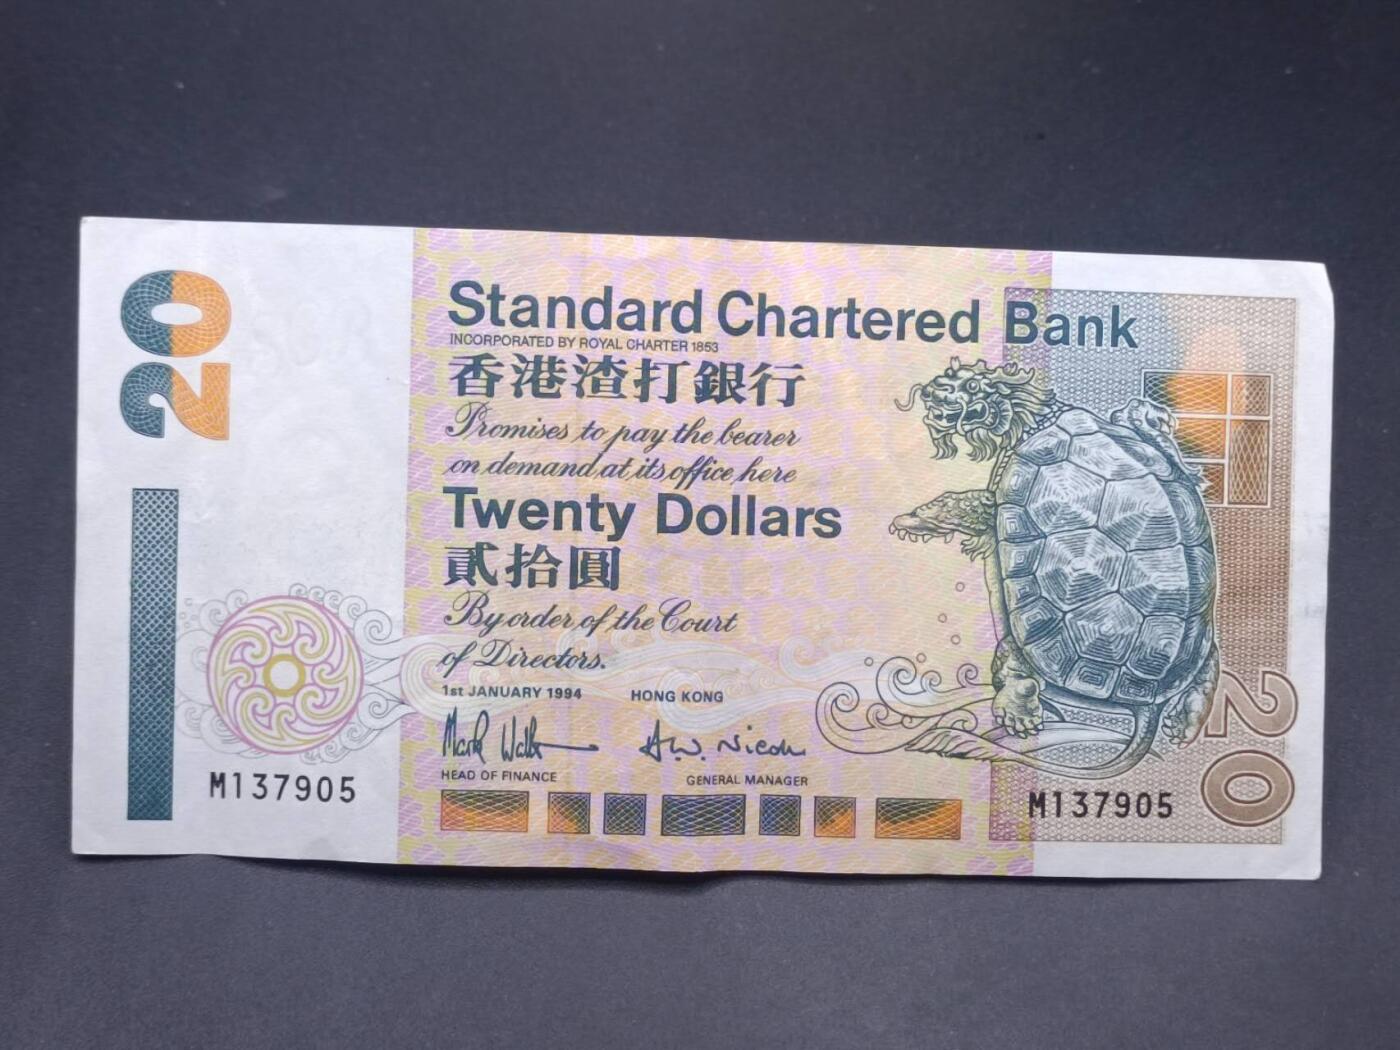 20
Standard Chartered Bank
INCORPORATED BY ROYAL CHARTER 1853
香港渣打銀行
Promises to pay the bearer
on demand at its office here
Twenty Dollars
貳拾圓
By order of the Court
of Directors.
1st JANUARY 1994 HONG KONG
HEAD OF FINANCE GENERAL MANAGER
M137905
M137905
20